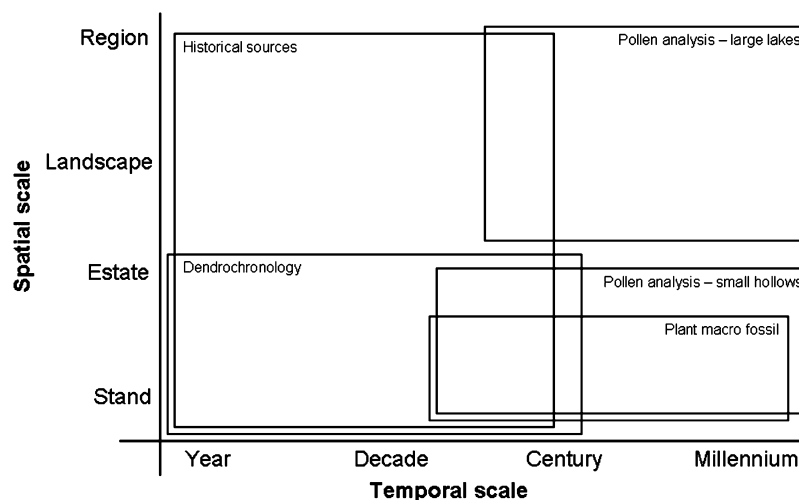 Region
Historical sources
Pollen analysis – large lakes
Landscape
Spatial scale
Estate
Dendrochronology
Pollen analysis – small hollows
Plant macro fossil
Stand
Year
Decade
Century
Millennium
Temporal scale